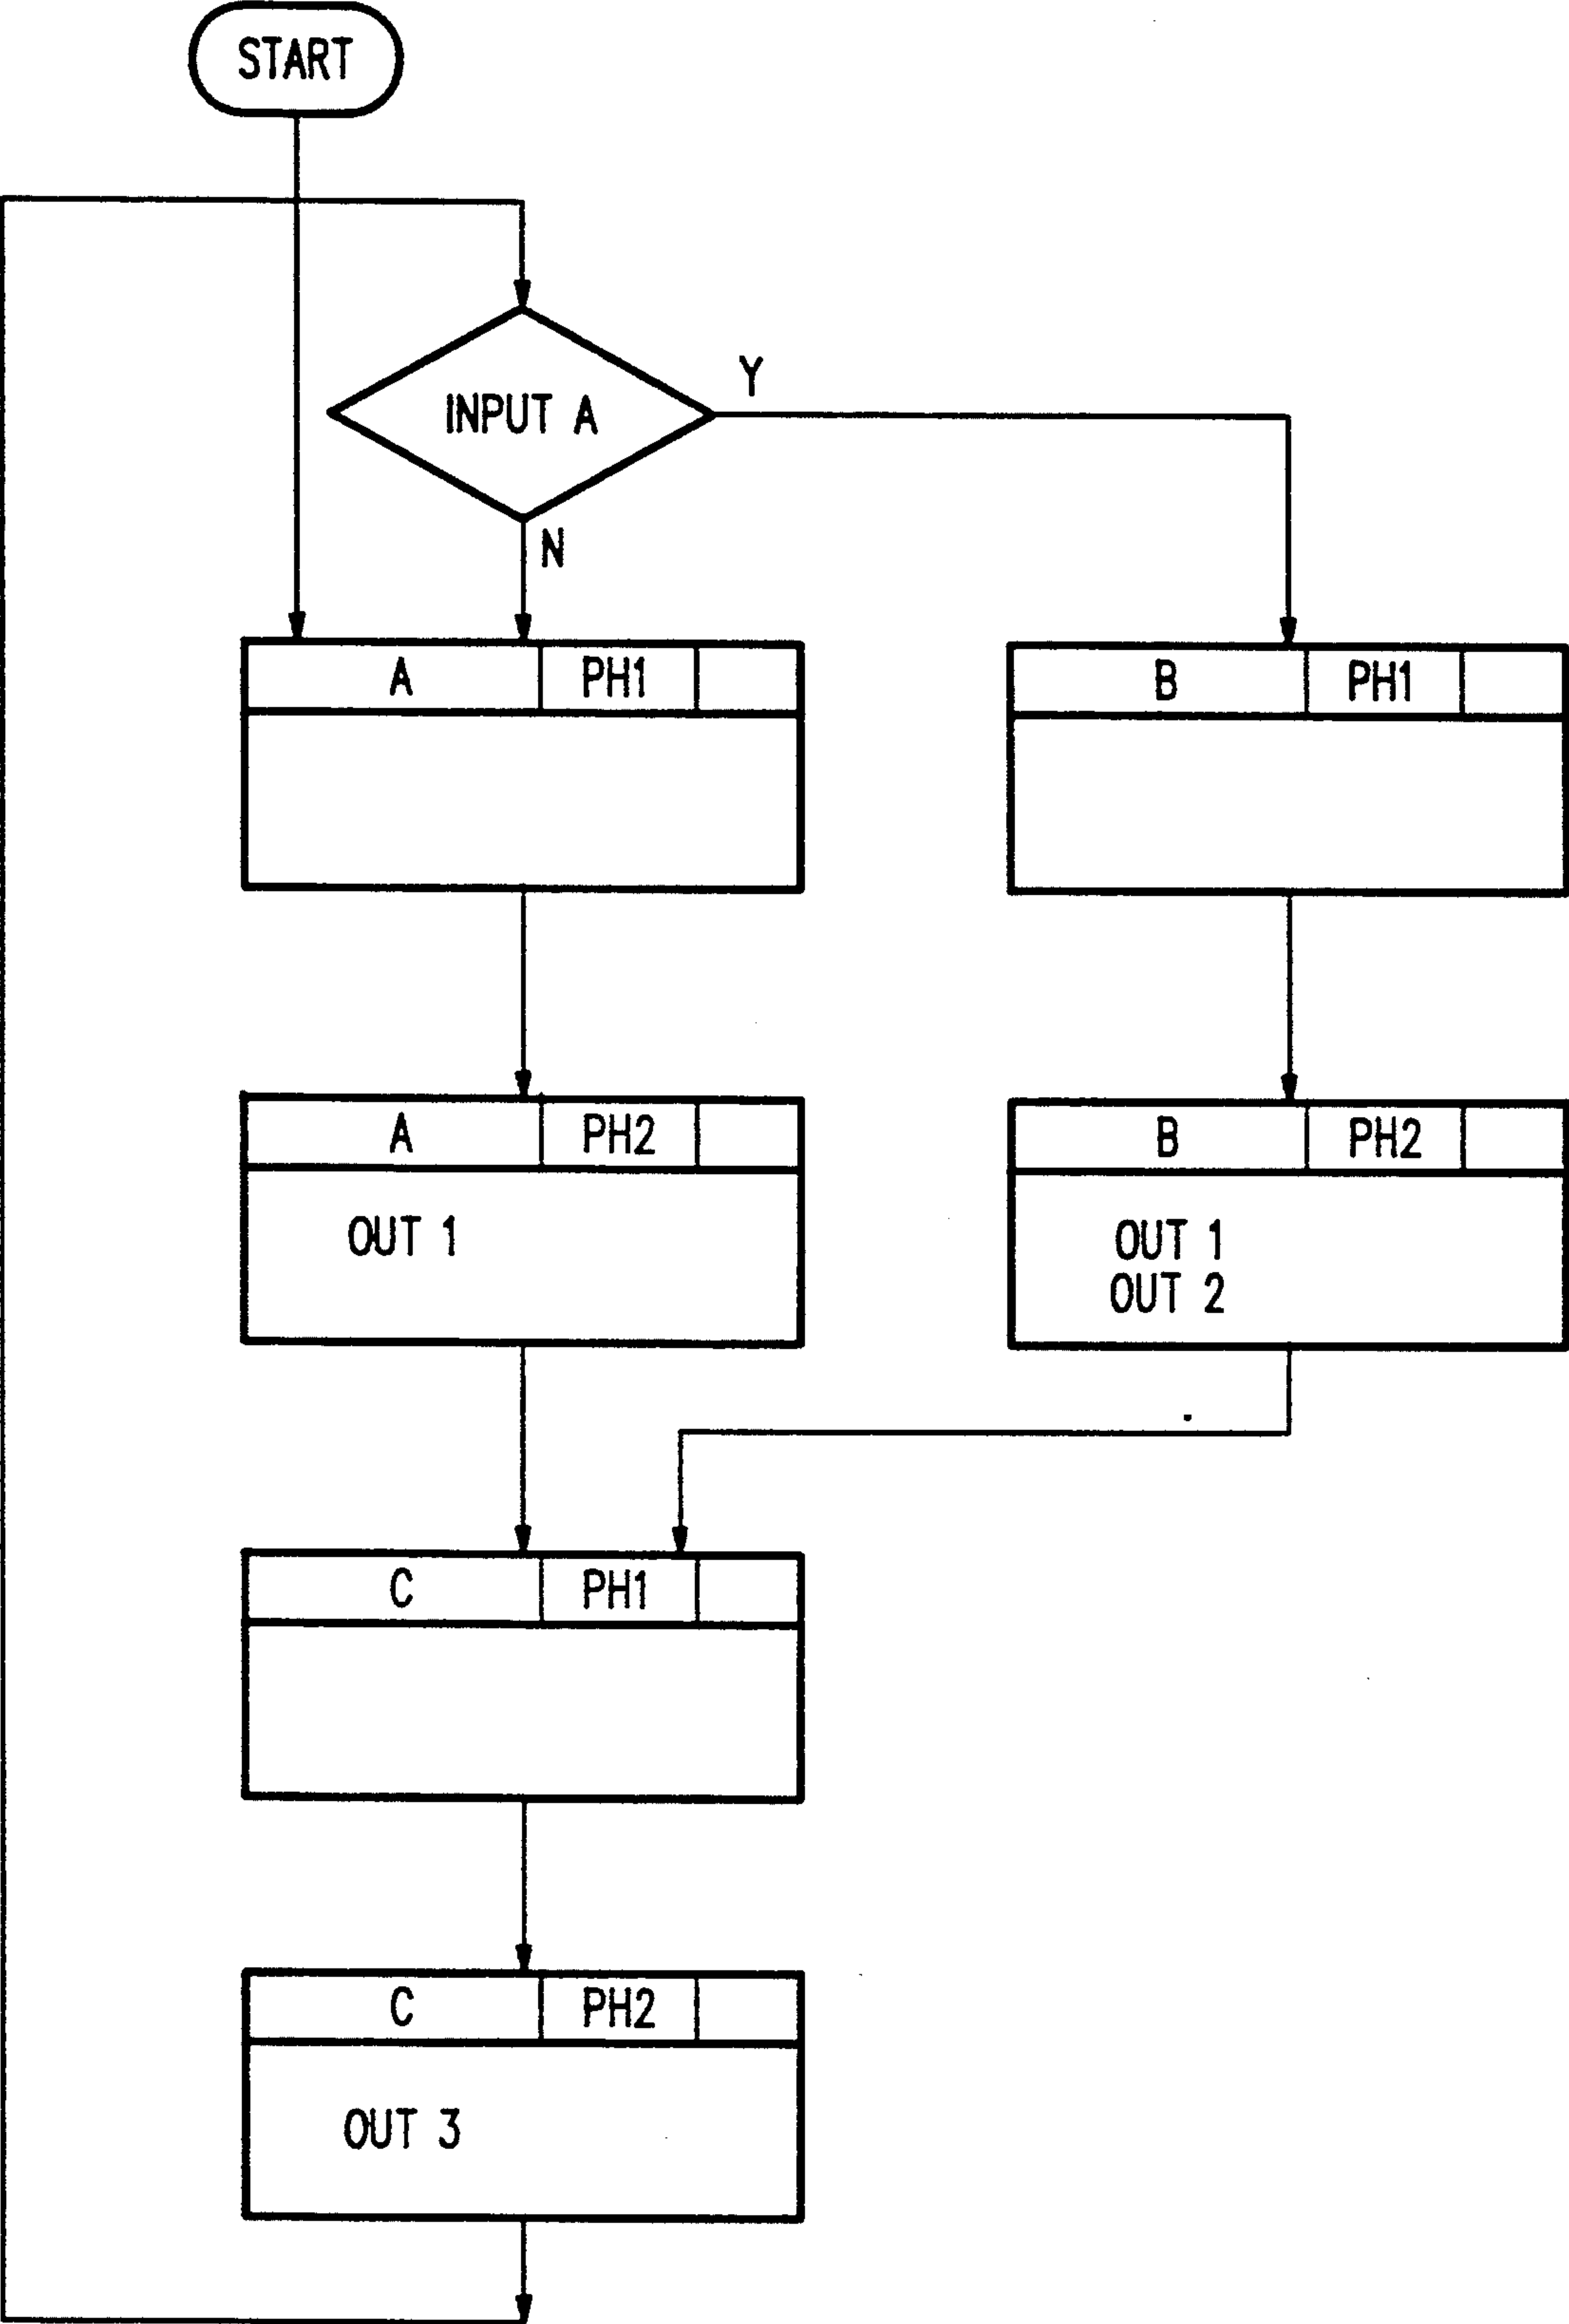 START
INPUT A
Y
N
A PH1
B PH1
A PH2
OUT 1
B PH2
OUT 1
OUT 2
C PH1
C PH2
OUT 3